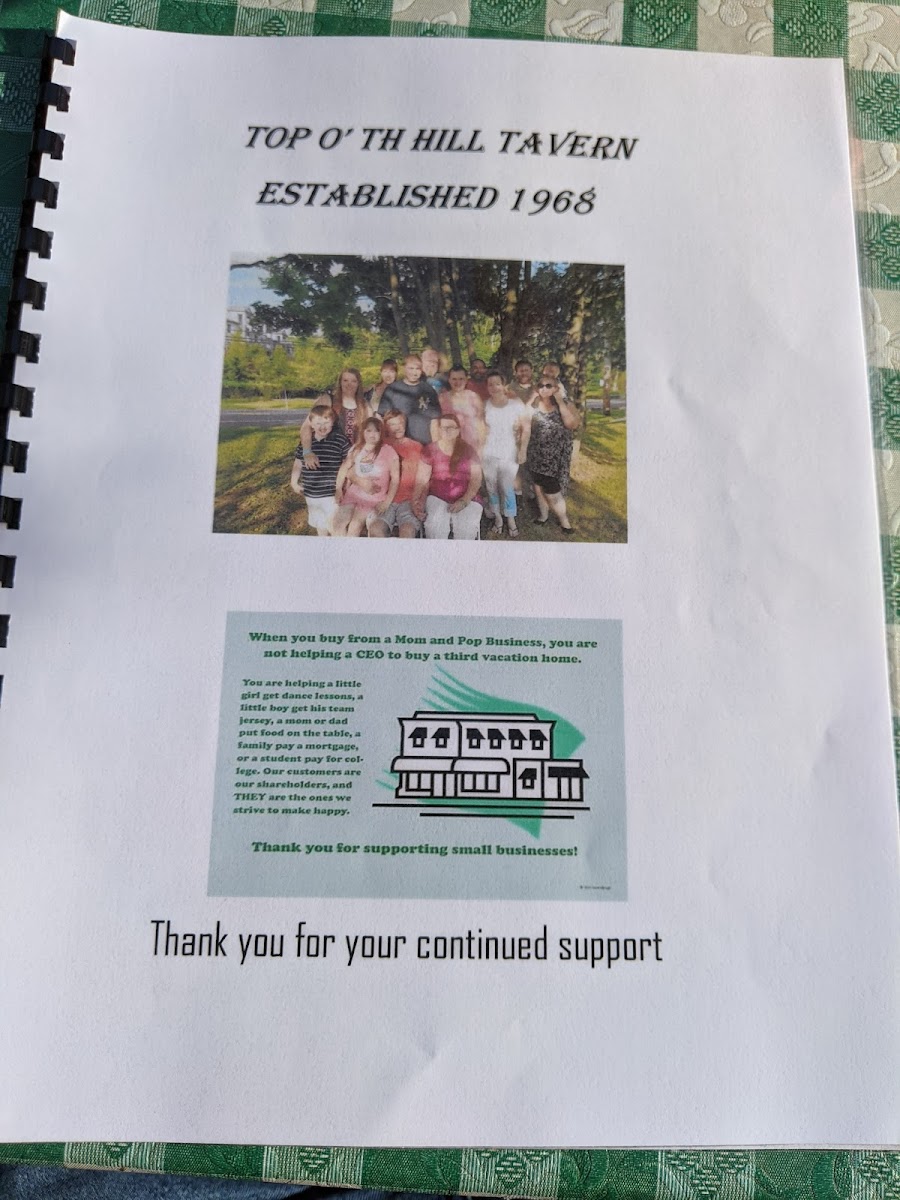 TOP O' TH HILL TAVERN
ESTABLISHED 1968
When you buy from a Mom and Pop Business, you are
not helping a CEO to buy a third vacation home.
You are helping a little
girl get dance lessons, a
little boy get his team
jersey, a mom or dad
put food on the table, a
family pay a mortgage,
or a student pay for col-
lege. Our customers are
our shareholders, and
THEY are the ones we
strive to make happy.
Thank you for supporting small businesses!
Thank you for your continued support